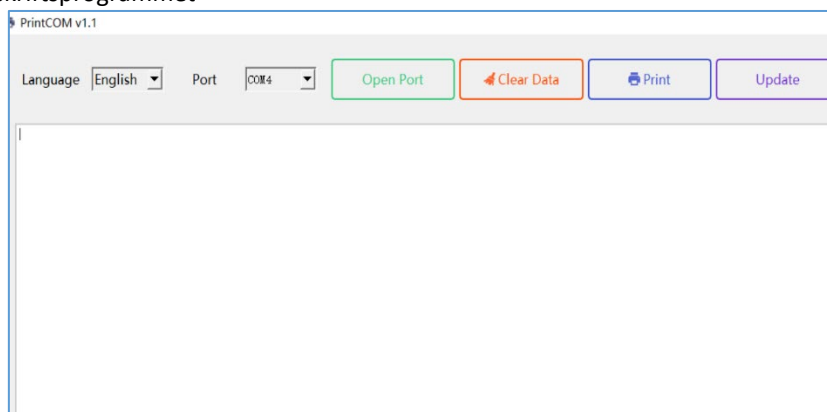 PrintCOM v1.1
Language English Port COM4 Open Port Clear Data Print Update